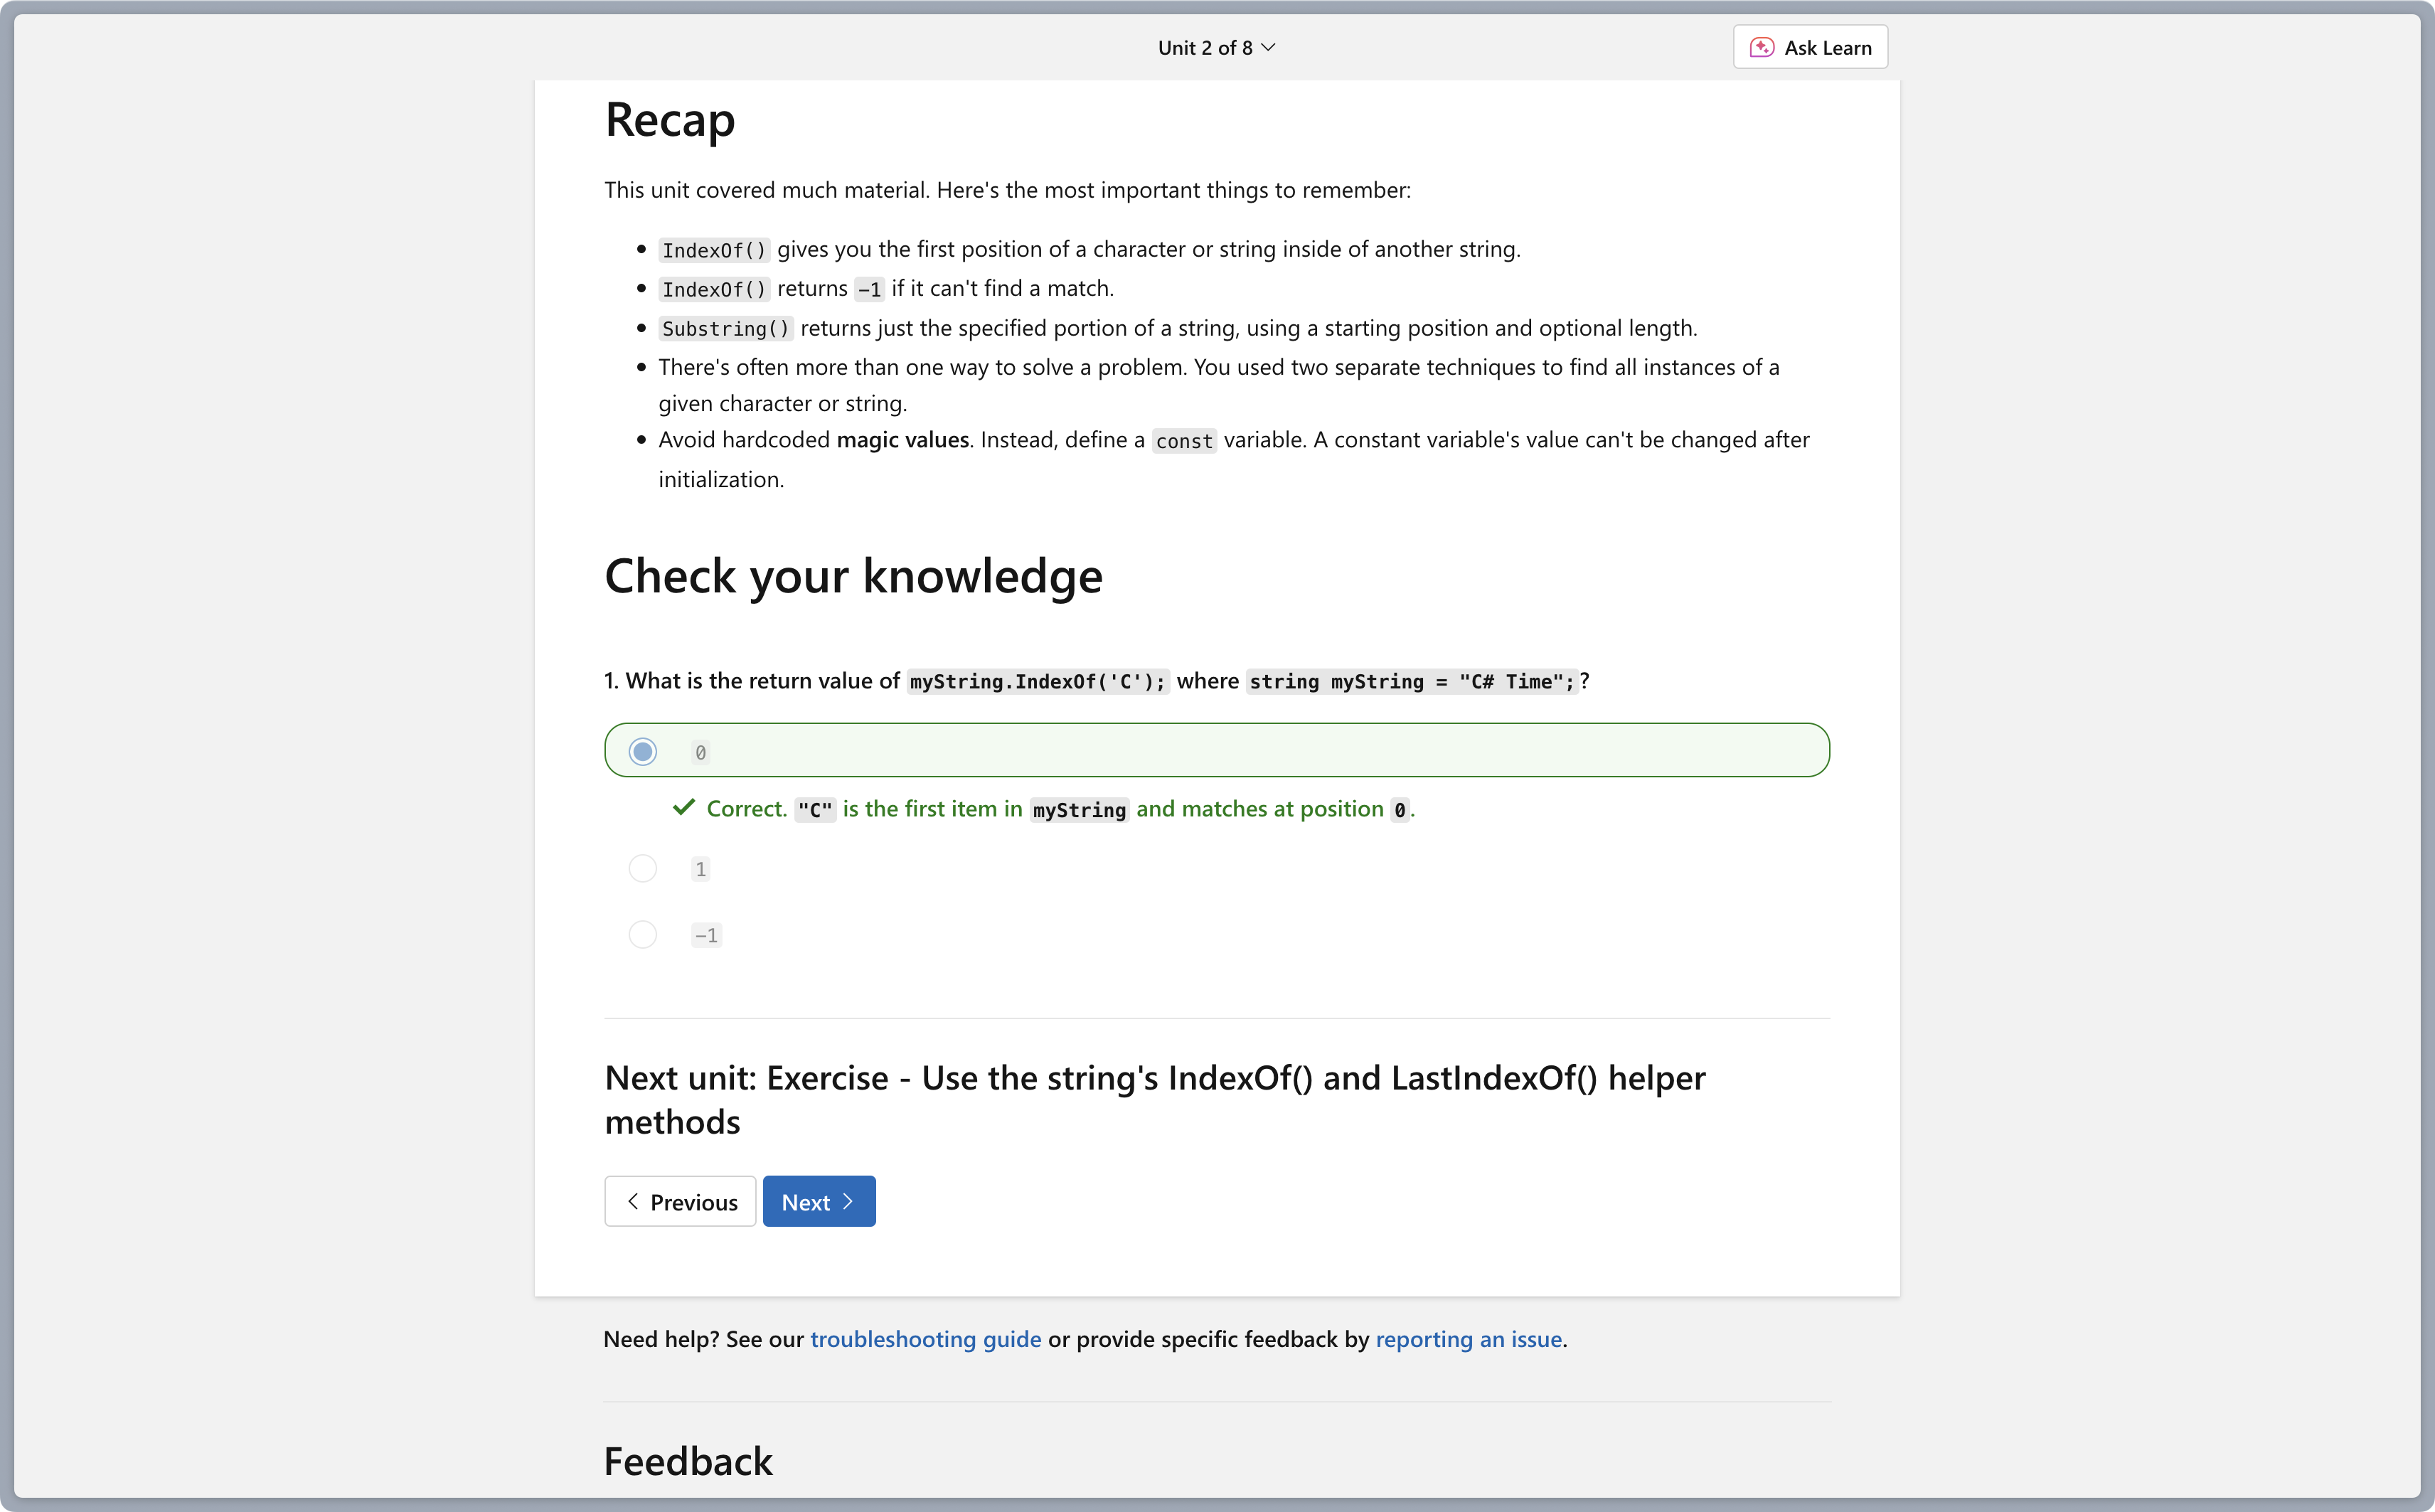 Unit 2 of 8
Ask Learn
Recap
This unit covered much material. Here's the most important things to remember:
IndexOf() gives you the first position of a character or string inside of another string.
IndexOf() returns -1 if it can't find a match.
Substring() returns just the specified portion of a string, using a starting position and optional length.
There's often more than one way to solve a problem. You used two separate techniques to find all instances of a
given character or string.
Avoid hardcoded magic values. Instead, define a const variable. A constant variable's value can't be changed after
initialization.
Check your knowledge
1. What is the return value of myString.IndexOf('C'); where string myString = "C# Time";?
0
Correct. "C" is the first item in myString and matches at position 0.
1
-1
Next unit: Exercise - Use the string's IndexOf() and LastIndexOf() helper
methods
Previous
Next
Need help? See our troubleshooting guide or provide specific feedback by reporting an issue.
Feedback